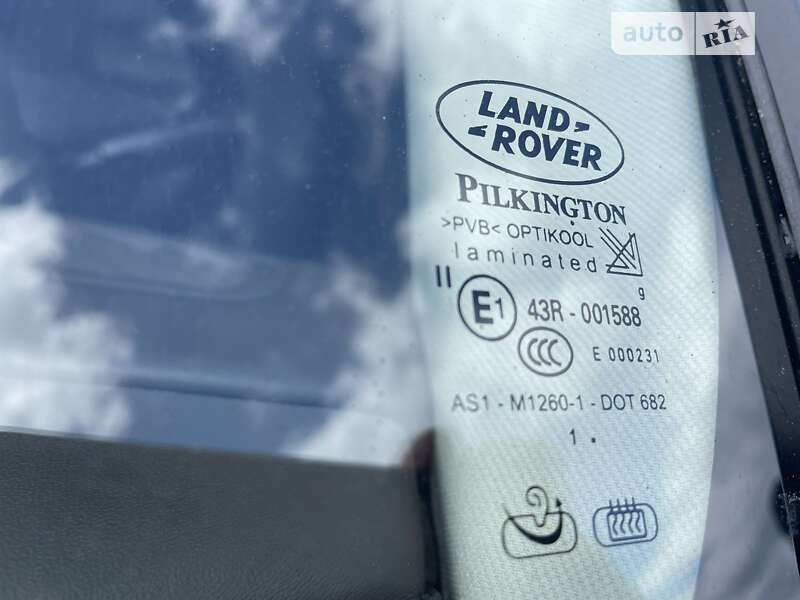 auto RIA
LAND
ROVER
PILKINGTON
>PVB< OPTIKOOL
laminated
g
II E1 43R - 001588
CCC E 000231
AS1 - M1260-1 - DOT 682
1 .